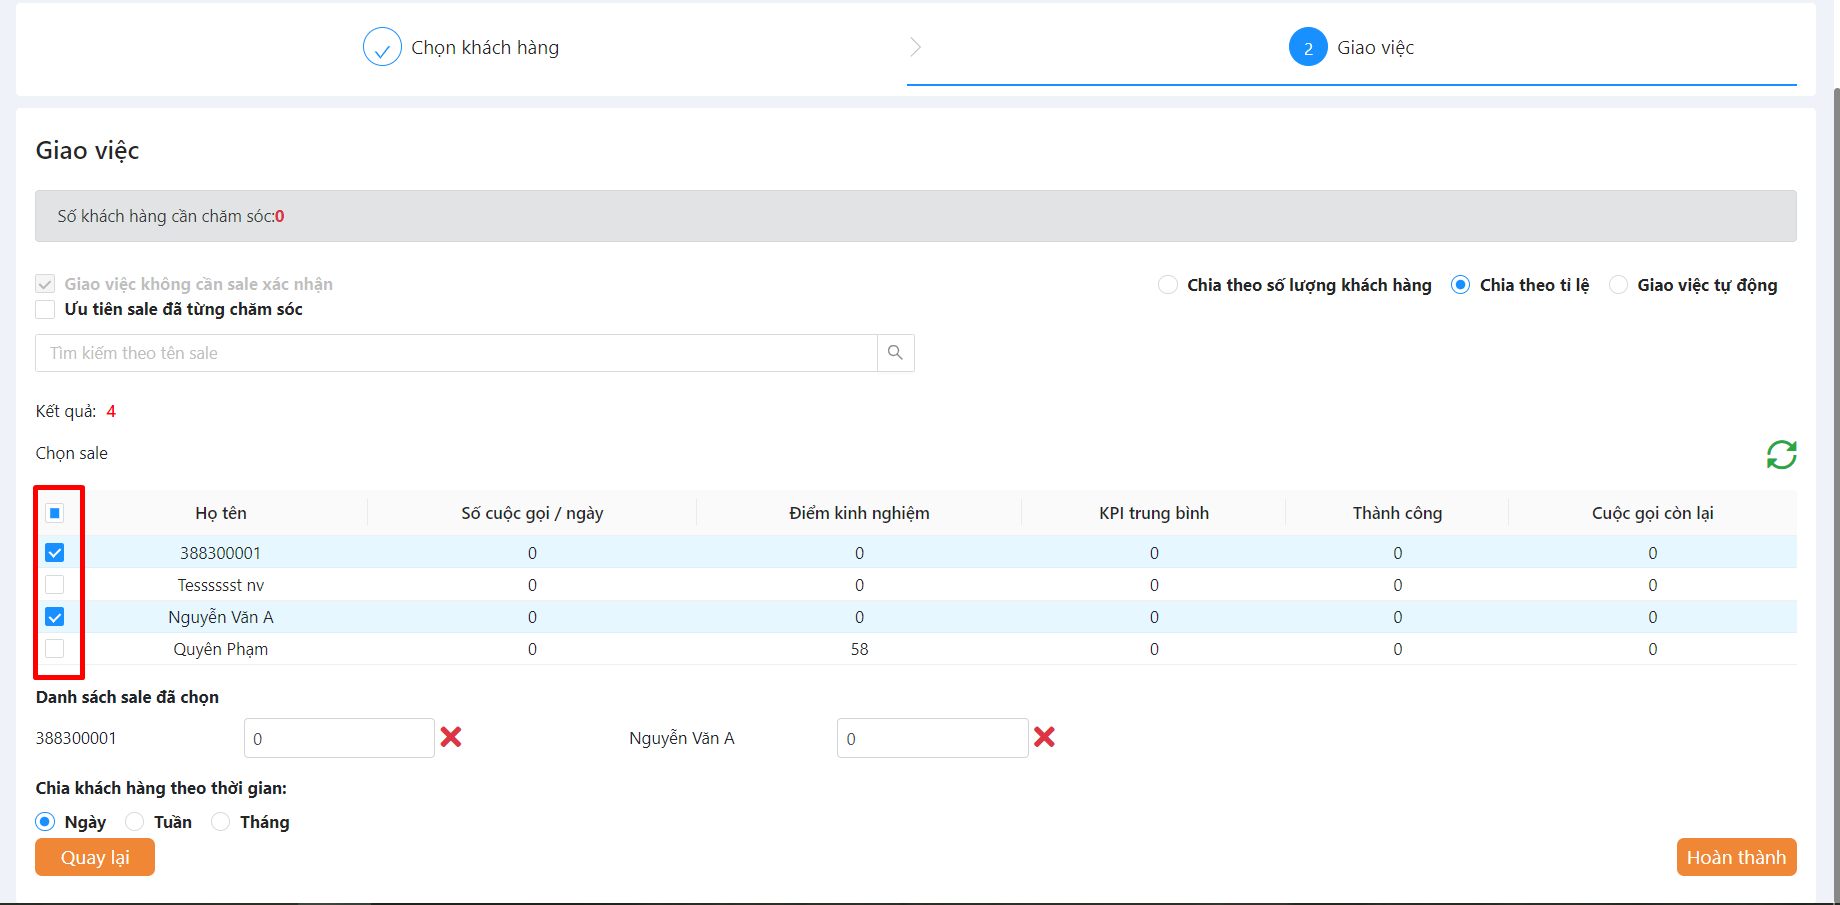 Chọn khách hàng
2 Giao việc
Giao việc
Số khách hàng cần chăm sóc:0
Giao việc không cần sale xác nhận
Chia theo số lượng khách hàng Chia theo tỉ lệ Giao việc tự động
Ưu tiên sale đã từng chăm sóc
Tìm kiếm theo tên sale
Kết quả: 4
Chọn sale
Họ tên Số cuộc gọi / ngày Điểm kinh nghiệm KPI trung bình Thành công Cuộc gọi còn lại
388300001 0 0 0 0 0
Tesssssst nv 0 0 0 0 0
Nguyễn Văn A 0 0 0 0 0
Quyên Phạm 0 58 0 0 0
Danh sách sale đã chọn
388300001 0 Nguyễn Văn A 0
Chia khách hàng theo thời gian:
Ngày Tuần Tháng
Quay lại Hoàn thành